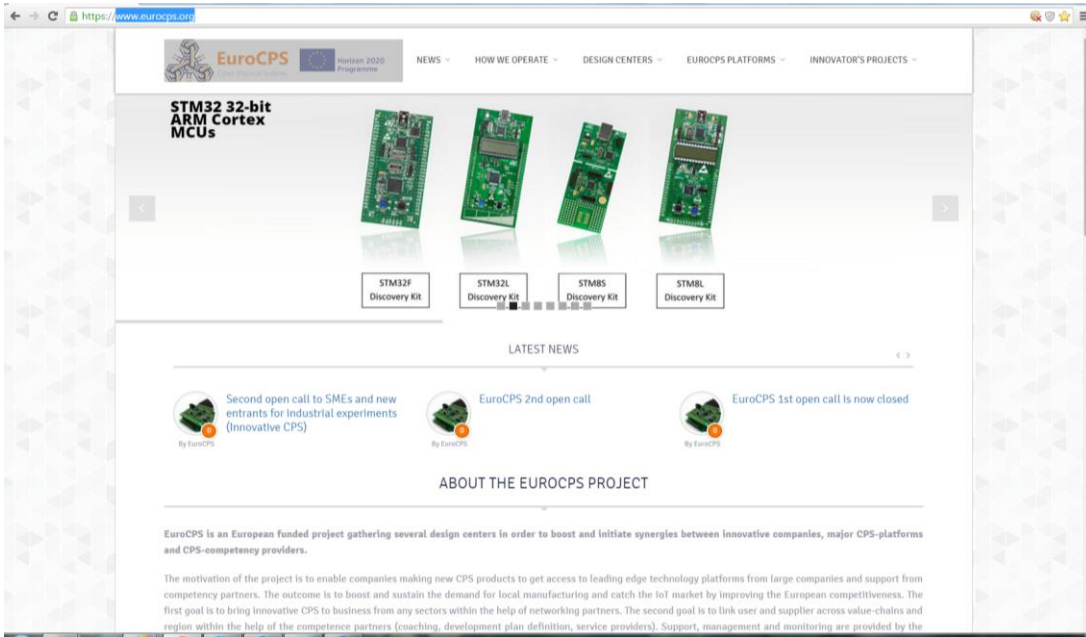 https://www.eurocps.org
EuroCPS
Cyber Physical Systems
Horizon 2020
Programme
NEWS
HOW WE OPERATE
DESIGN CENTERS
EUROCPS PLATFORMS
INNOVATOR'S PROJECTS
STM32 32-bit
ARM Cortex
MCUs
STM32F
Discovery Kit
STM32L
Discovery Kit
STM8S
Discovery Kit
STM8L
Discovery Kit
LATEST NEWS
Second open call to SMEs and new
entrants for industrial experiments
(Innovative CPS)
0
By EuroCPS
EuroCPS 2nd open call
0
By EuroCPS
EuroCPS 1st open call is now closed
0
By EuroCPS
ABOUT THE EUROCPS PROJECT
EuroCPS is an European funded project gathering several design centers in order to boost and initiate synergies between innovative companies, major CPS-platforms
and CPS-competency providers.
The motivation of the project is to enable companies making new CPS products to get access to leading edge technology platforms from large companies and support from
competency partners. The outcome is to boost and sustain the demand for local manufacturing and catch the IoT market by improving the European competitiveness. The
first goal is to bring innovative CPS to business from any sectors within the help of networking partners. The second goal is to link user and supplier across value-chains and
region within the help of the competence partners (coaching, development plan definition, service providers). Support, management and monitoring are provided by the